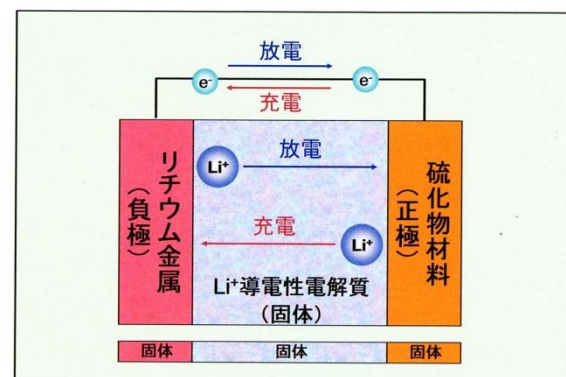 放電
e⁻ e⁻
充電
リチウム金属
（負極）
Li⁺
放電
充電
Li⁺
Li⁺導電性電解質
（固体）
硫化物材料
（正極）
固体 固体 固体